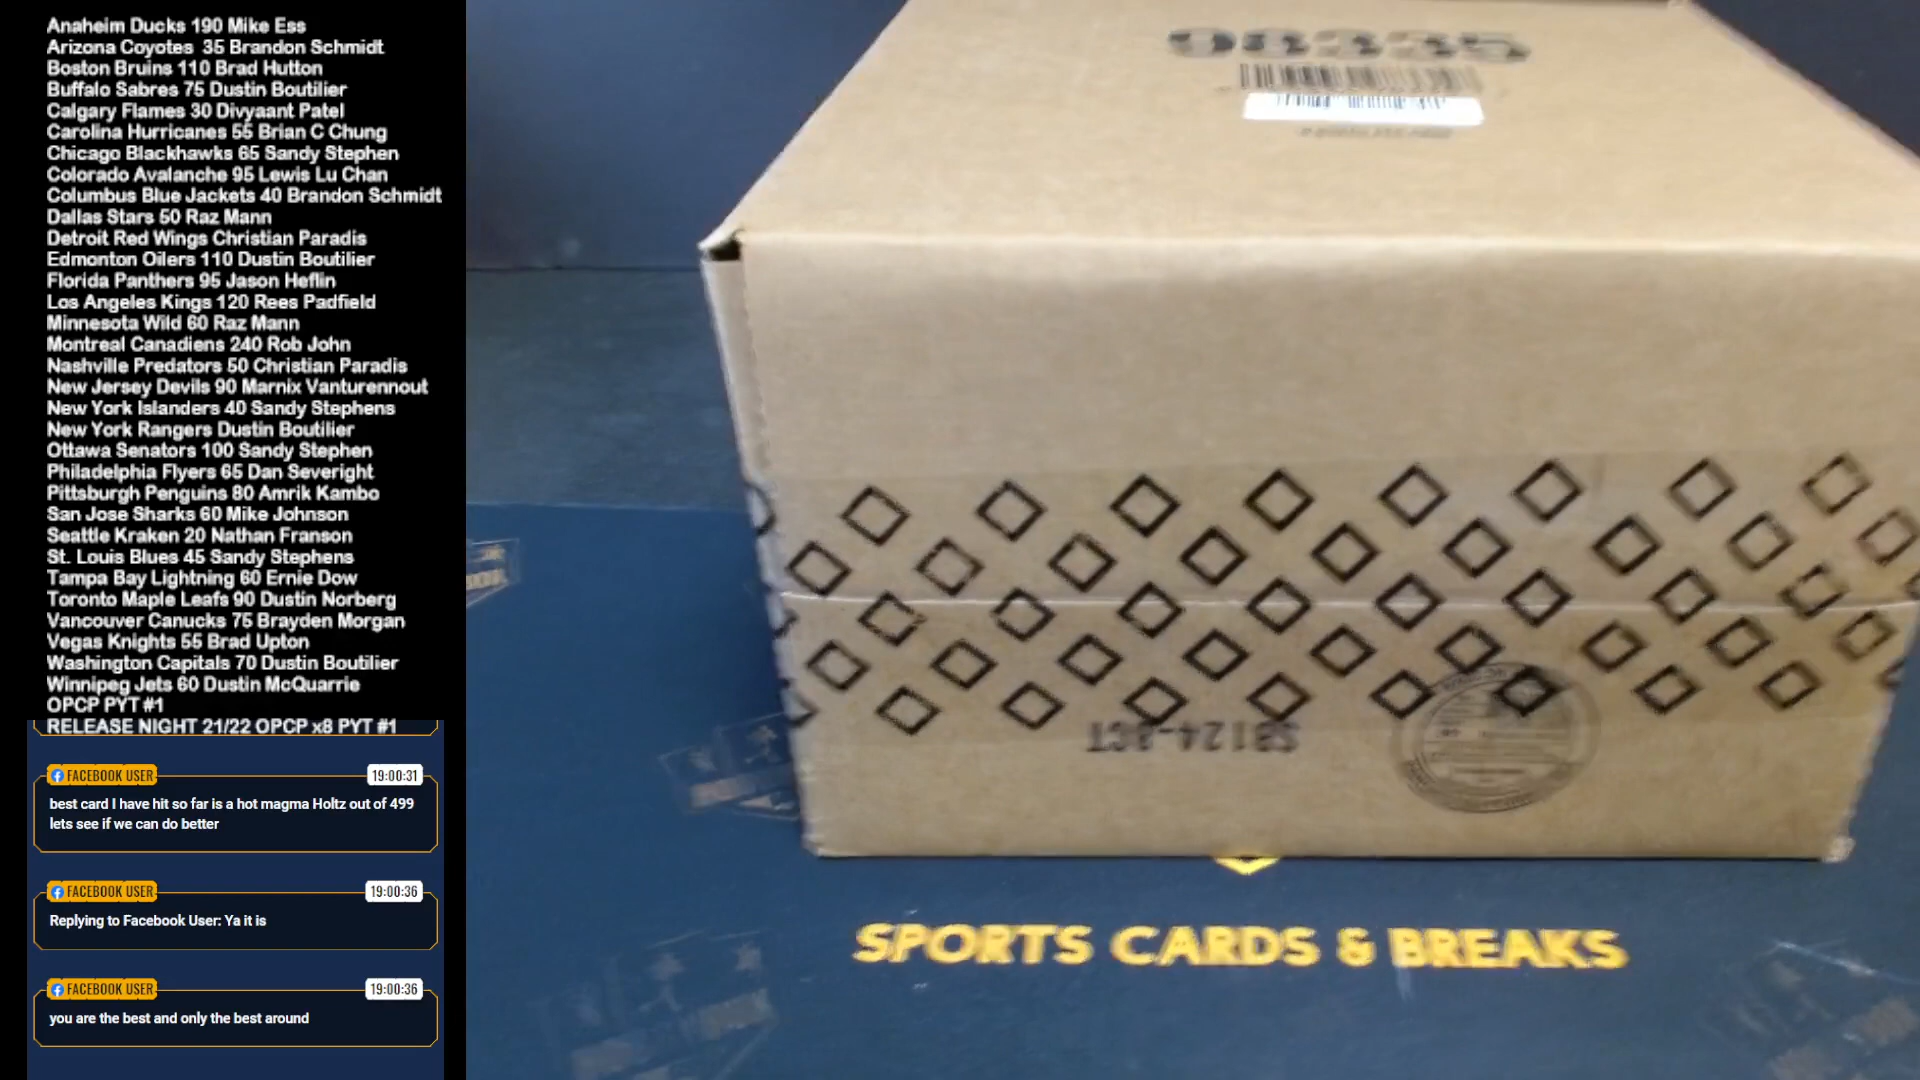 Anaheim Ducks 190 Mike Ess
Arizona Coyotes 35 Brandon Schmidt
Boston Bruins 110 Brad Hutton
Buffalo Sabres 75 Dustin Boutilier
Calgary Flames 30 Divyaant Patel
Carolina Hurricanes 55 Brian C Chung
Chicago Blackhawks 65 Sandy Stephen
Colorado Avalanche 95 Lewis Lu Chan
Columbus Blue Jackets 40 Brandon Schmidt
Dallas Stars 50 Raz Mann
Detroit Red Wings Christian Paradis
Edmonton Oilers 110 Dustin Boutilier
Florida Panthers 95 Jason Heflin
Los Angeles Kings 120 Rees Padfield
Minnesota Wild 60 Raz Mann
Montreal Canadiens 240 Rob John
Nashville Predators 50 Christian Paradis
New Jersey Devils 90 Marnix Vanturennout
New York Islanders 40 Sandy Stephens
New York Rangers Dustin Boutilier
Ottawa Senators 100 Sandy Stephen
Philadelphia Flyers 65 Dan Severight
Pittsburgh Penguins 80 Amrik Kambo
San Jose Sharks 60 Mike Johnson
Seattle Kraken 20 Nathan Franson
St. Louis Blues 45 Sandy Stephens
Tampa Bay Lightning 60 Ernie Dow
Toronto Maple Leafs 90 Dustin Norberg
Vancouver Canucks 75 Brayden Morgan
Vegas Knights 55 Brad Upton
Washington Capitals 70 Dustin Boutilier
Winnipeg Jets 60 Dustin McQuarrie
OPCP PYT #1
RELEASE NIGHT 21/22 OPCP x8 PYT #1
FACEBOOK USER 19:00:31
best card I have hit so far is a hot magma Holtz out of 499
lets see if we can do better
FACEBOOK USER 19:00:36
Replying to Facebook User: Ya it is
FACEBOOK USER 19:00:36
you are the best and only the best around
SB124-8CT
SPORTS CARDS & BREAKS